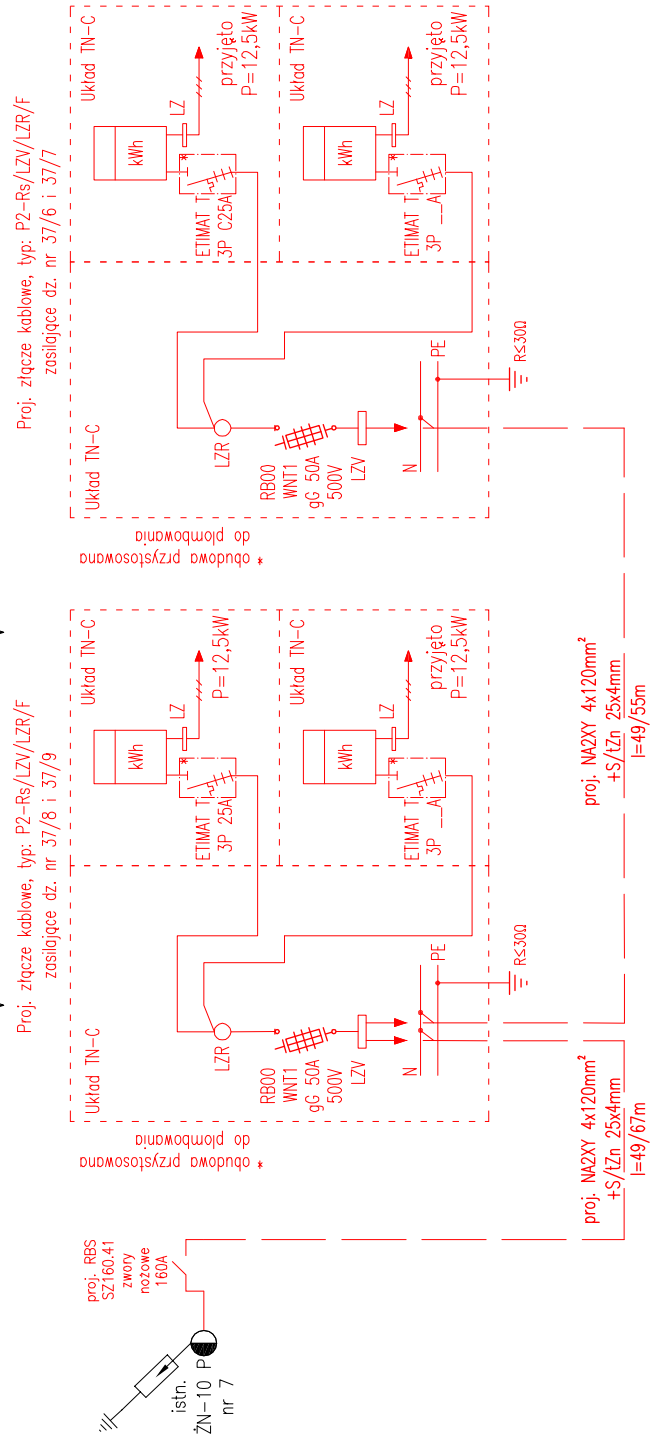 Proj. złącze kablowe, typ: P2-Rs/LZV/LZR/F
zasilające dz. nr 37/6 i 37/7
Układ TN-C
kWh
LZ
*
ETIMAT T
3P C25A
przyjęto
P=12,5kW
Układ TN-C
kWh
LZ
*
ETIMAT T
3P __A
przyjęto
P=12,5kW
Układ TN-C
LZR
RB00
WNT1
gG 50A
500V
LZV
N
PE
R≤30Ω
* obudowa przystosowana
do plombowania
Proj. złącze kablowe, typ: P2-Rs/LZV/LZR/F
zasilające dz. nr 37/8 i 37/9
Układ TN-C
kWh
LZ
*
ETIMAT T
3P 25A
P=12,5kW
Układ TN-C
kWh
LZ
*
ETIMAT T
3P __A
przyjęto
P=12,5kW
Układ TN-C
LZR
RB00
WNT1
gG 50A
500V
LZV
N
PE
R≤30Ω
* obudowa przystosowana
do plombowania
proj. NA2XY 4x120mm²
+S/tZn 25x4mm
l=49/55m
proj. NA2XY 4x120mm²
+S/tZn 25x4mm
l=49/67m
proj. RBS
SZ160.41
zwory
nożowe
160A
istn.
ŻN-10 P
nr 7